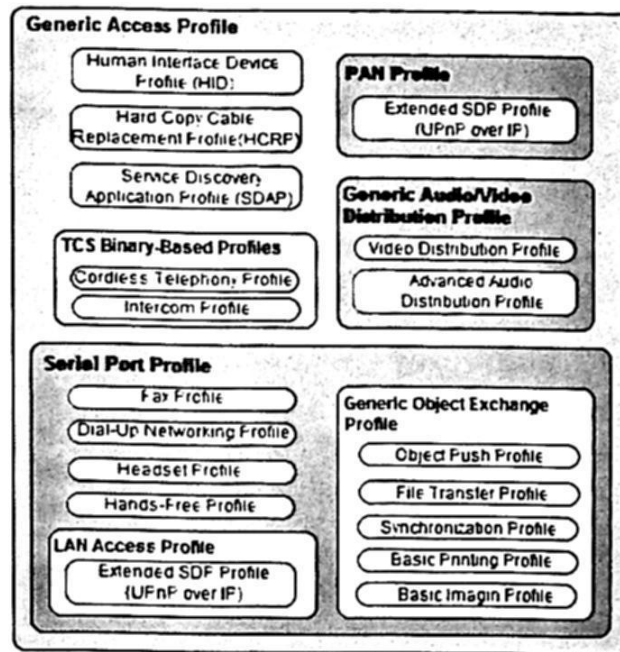 Generic Access Profile
Human Interface Device
Profile (HID)
Hard Copy Cable
Replacement Profile(HCRP)
Service Discovery
Application Profile (SDAP)
TCS Binary-Based Profiles
Cordless Telephony Profile
Intercom Profile
PAN Profile
Extended SDP Profile
(UPnP over IP)
Generic Audio/Video
Distribution Profile
Video Distribution Profile
Advanced Audio
Distribution Profile
Serial Port Profile
Fax Profile
Dial-Up Networking Profile
Headset Profile
Hands-Free Profile
LAN Access Profile
Extended SDP Profile
(UPnP over IP)
Generic Object Exchange
Profile
Object Push Profile
File Transfer Profile
Synchronization Profile
Basic Printing Profile
Basic Imagin Profile